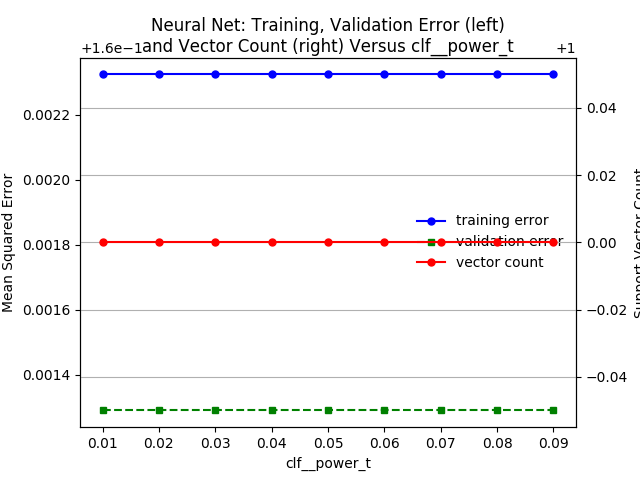 Neural Net: Training, Validation Error (left)
and Vector Count (right) Versus clf__power_t
+1.6e−1
+1
0.0022
0.0020
0.0018
0.0016
0.0014
Mean Squared Error
0.04
0.02
0.00
−0.02
−0.04
Support Vector Count
training error
validation error
vector count
0.01 0.02 0.03 0.04 0.05 0.06 0.07 0.08 0.09
clf__power_t